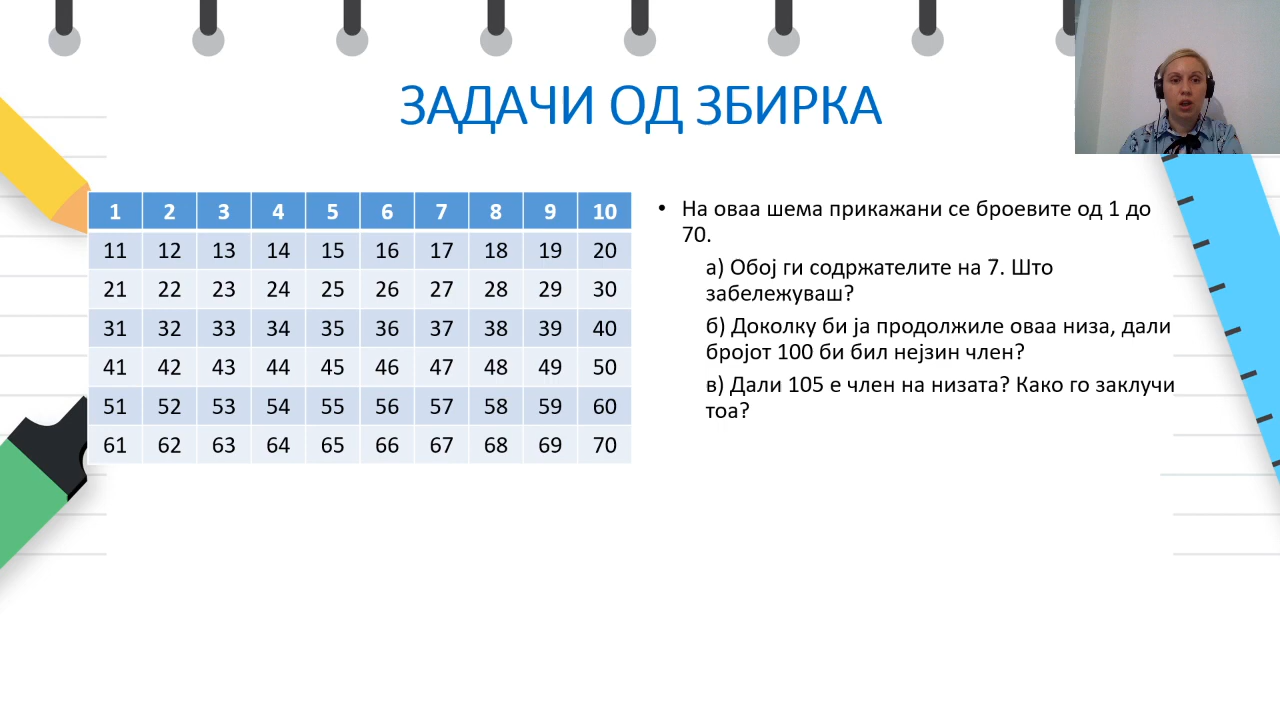 ЗАДАЧИ ОД ЗБИРКА
1 2 3 4 5 6 7 8 9 10
11 12 13 14 15 16 17 18 19 20
21 22 23 24 25 26 27 28 29 30
31 32 33 34 35 36 37 38 39 40
41 42 43 44 45 46 47 48 49 50
51 52 53 54 55 56 57 58 59 60
61 62 63 64 65 66 67 68 69 70
• На оваа шема прикажани се броевите од 1 до
70.
а) Обој ги содржателите на 7. Што
забележуваш?
б) Доколку би ја продолжиле оваа низа, дали
бројот 100 би бил нејзин член?
в) Дали 105 е член на низата? Како го заклучи
тоа?